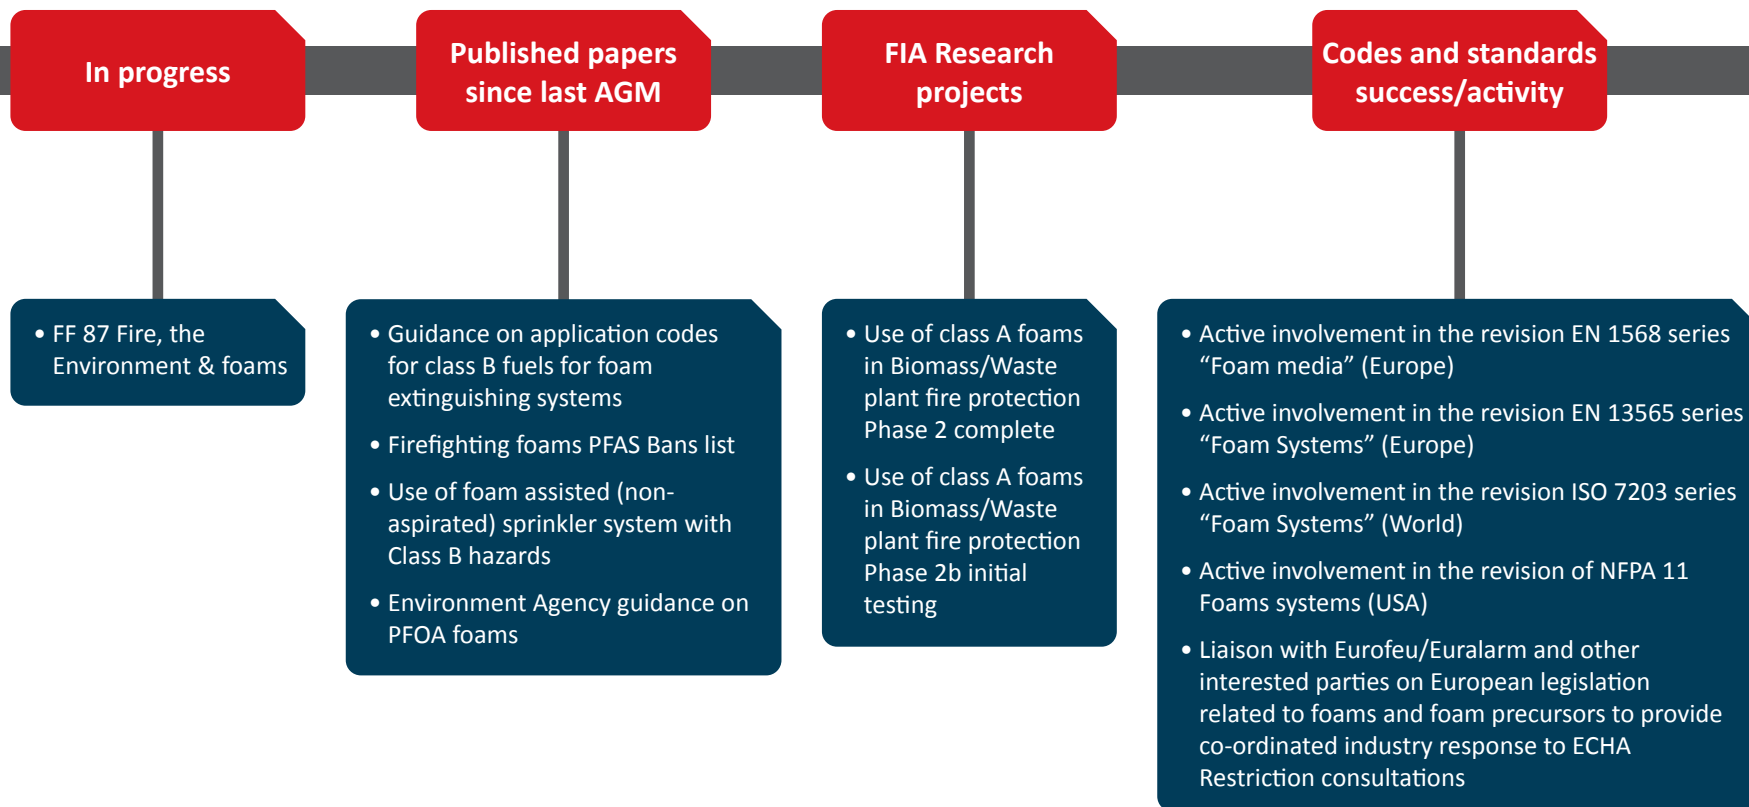 In progress
Published papers
since last AGM
FIA Research
projects
Codes and standards
success/activity
• FF 87 Fire, the
Environment & foams
• Guidance on application codes
for class B fuels for foam
extinguishing systems
• Firefighting foams PFAS Bans list
• Use of foam assisted (non-
aspirated) sprinkler system with
Class B hazards
• Environment Agency guidance on
PFOA foams
• Use of class A foams
in Biomass/Waste
plant fire protection
Phase 2 complete
• Use of class A foams
in Biomass/Waste
plant fire protection
Phase 2b initial
testing
• Active involvement in the revision EN 1568 series
“Foam media” (Europe)
• Active involvement in the revision EN 13565 series
“Foam Systems” (Europe)
• Active involvement in the revision ISO 7203 series
“Foam Systems” (World)
• Active involvement in the revision of NFPA 11
Foams systems (USA)
• Liaison with Eurofeu/Euralarm and other
interested parties on European legislation
related to foams and foam precursors to provide
co-ordinated industry response to ECHA
Restriction consultations